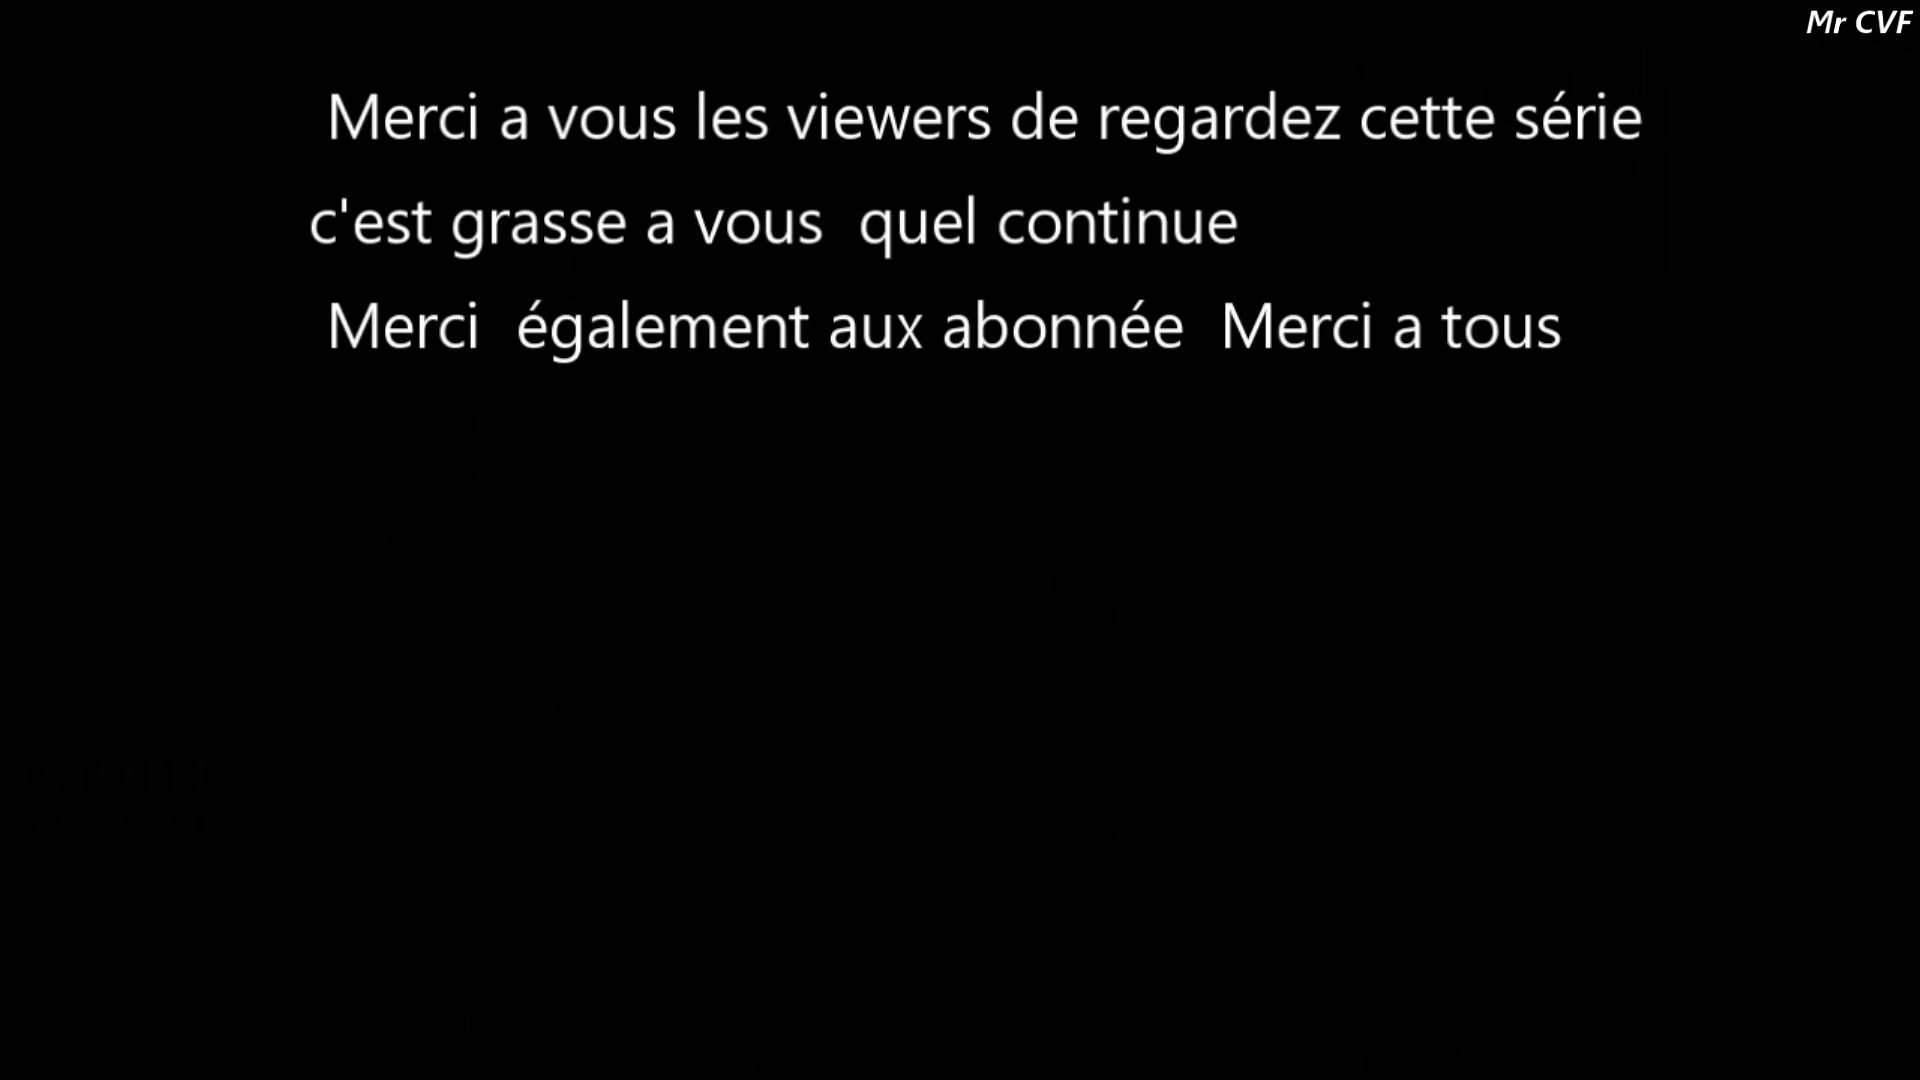 Mr CVF
Merci a vous les viewers de regardez cette série
c'est grasse a vous quel continue
Merci également aux abonnée Merci a tous